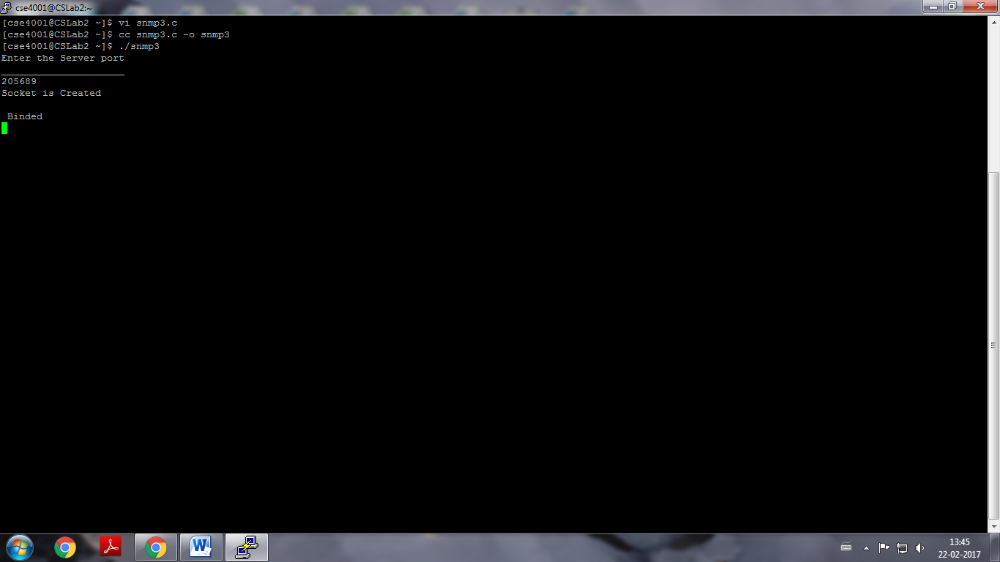 cse4001@CSLab2:~
[cse4001@CSLab2 ~]$ vi snmp3.c
[cse4001@CSLab2 ~]$ cc snmp3.c -o snmp3
[cse4001@CSLab2 ~]$ ./snmp3
Enter the Server port
_____________________
205689
Socket is Created
Binded
13:45
22-02-2017